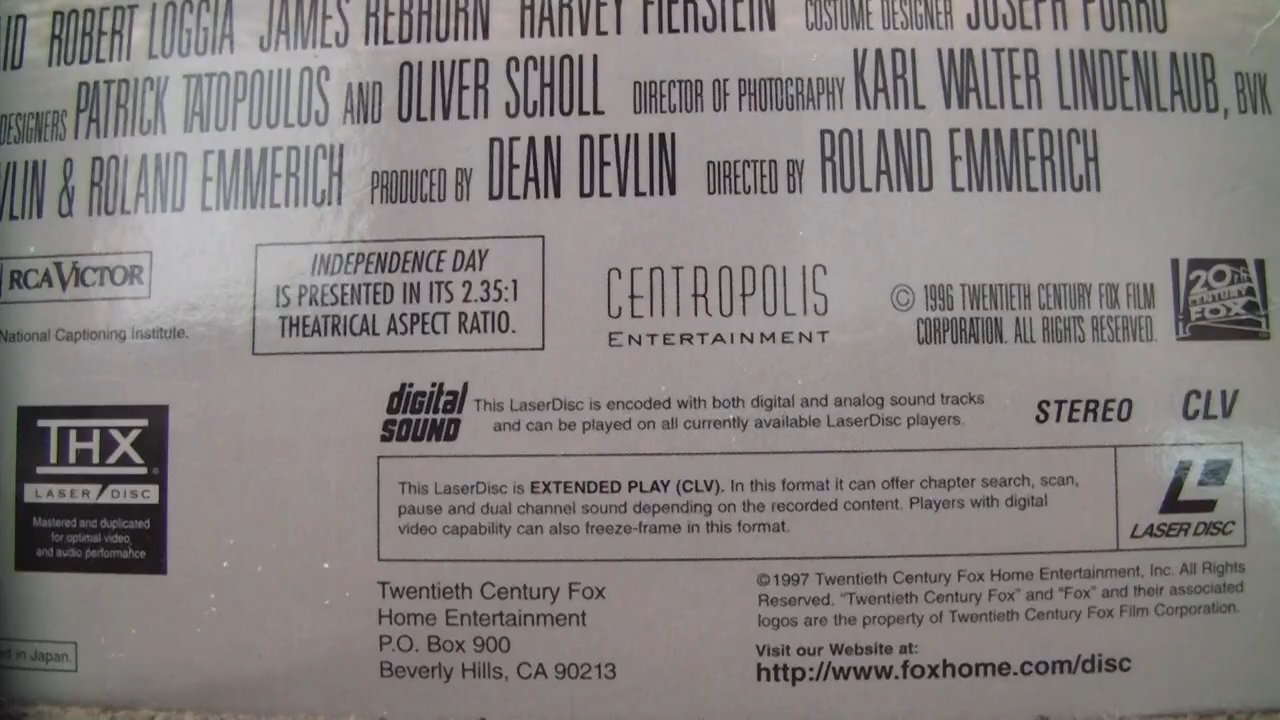 ROBERT LOGGIA JAMES REBHORN HARVEY FIERSTEIN COSTUME DESIGNER JOSEPH PORRO
DESIGNERS PATRICK TATOPOULOS AND OLIVER SCHOLL DIRECTOR OF PHOTOGRAPHY KARL WALTER LINDENLAUB, BVK
VLIN & ROLAND EMMERICH PRODUCED BY DEAN DEVLIN DIRECTED BY ROLAND EMMERICH
RCA VICTOR
National Captioning Institute.
INDEPENDENCE DAY
IS PRESENTED IN ITS 2.35:1
THEATRICAL ASPECT RATIO.
CENTROPOLIS
ENTERTAINMENT
© 1996 TWENTIETH CENTURY FOX FILM
CORPORATION. ALL RIGHTS RESERVED.
20TH
CENTURY
FOX
THX
LASER DISC
Mastered and duplicated
for optimal video
and audio performance
digital
SOUND
This LaserDisc is encoded with both digital and analog sound tracks
and can be played on all currently available LaserDisc players.
STEREO CLV
This LaserDisc is EXTENDED PLAY (CLV). In this format it can offer chapter search, scan,
pause and dual channel sound depending on the recorded content. Players with digital
video capability can also freeze-frame in this format.
LASER DISC
Twentieth Century Fox
Home Entertainment
P.O. Box 900
Beverly Hills, CA 90213
©1997 Twentieth Century Fox Home Entertainment, Inc. All Rights
Reserved. "Twentieth Century Fox" and "Fox" and their associated
logos are the property of Twentieth Century Fox Film Corporation.
Visit our Website at:
http://www.foxhome.com/disc
in Japan.